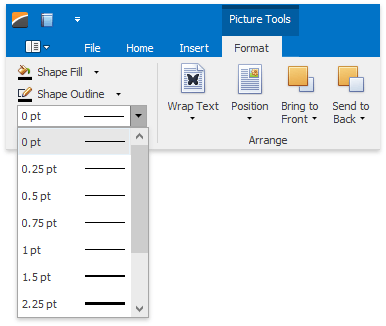 Picture Tools
File Home Insert Format
Shape Fill
Shape Outline
0 pt
0 pt
0.25 pt
0.5 pt
0.75 pt
1 pt
1.5 pt
2.25 pt
Wrap Text
Position
Bring to
Front
Send to
Back
Arrange